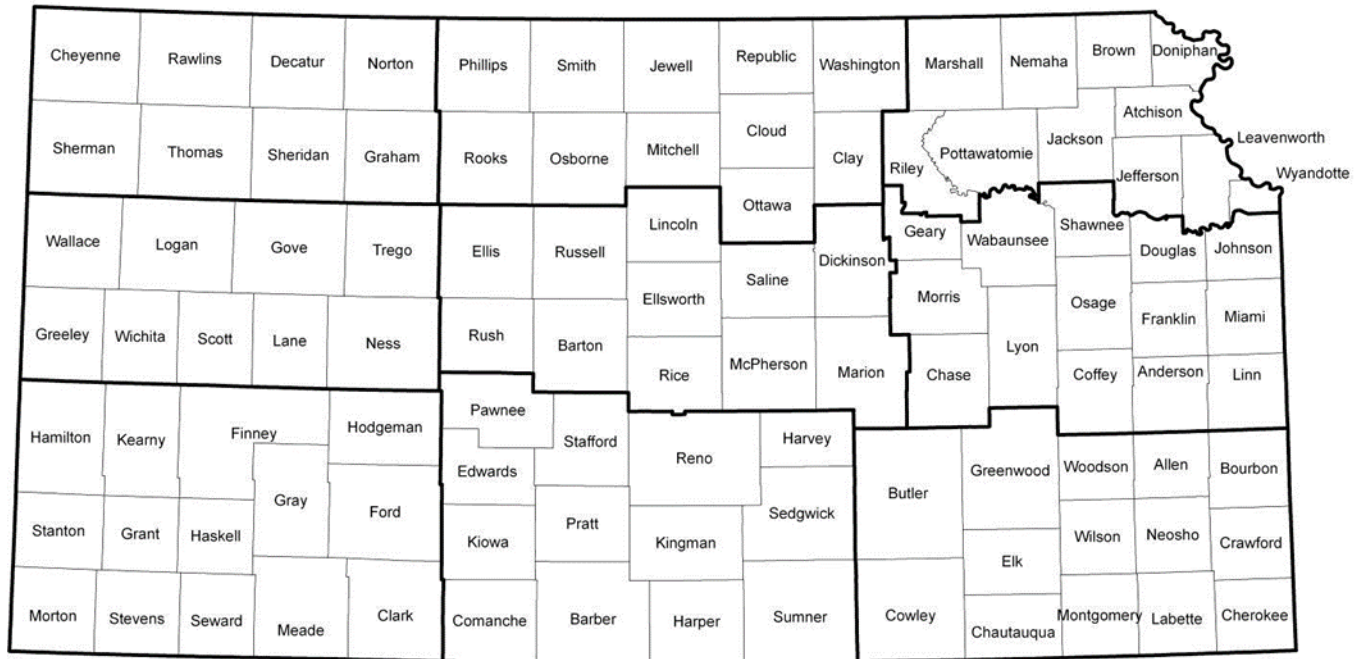 Cheyenne
Rawlins
Decatur
Norton
Phillips
Smith
Jewell
Republic
Washington
Marshall
Nemaha
Brown
Doniphan
Sherman
Thomas
Sheridan
Graham
Rooks
Osborne
Mitchell
Cloud
Clay
Riley
Pottawatomie
Jackson
Atchison
Jefferson
Leavenworth
Wyandotte
Ottawa
Wallace
Logan
Gove
Trego
Ellis
Russell
Lincoln
Saline
Dickinson
Geary
Wabaunsee
Shawnee
Douglas
Johnson
Greeley
Wichita
Scott
Lane
Ness
Rush
Barton
Ellsworth
Rice
McPherson
Marion
Morris
Chase
Lyon
Osage
Coffey
Franklin
Anderson
Miami
Linn
Hamilton
Kearny
Finney
Hodgeman
Pawnee
Edwards
Stafford
Reno
Harvey
Butler
Greenwood
Woodson
Allen
Bourbon
Gray
Ford
Sedgwick
Stanton
Grant
Haskell
Kiowa
Pratt
Kingman
Elk
Wilson
Neosho
Crawford
Morton
Stevens
Seward
Meade
Clark
Comanche
Barber
Harper
Sumner
Cowley
Chautauqua
Montgomery
Labette
Cherokee